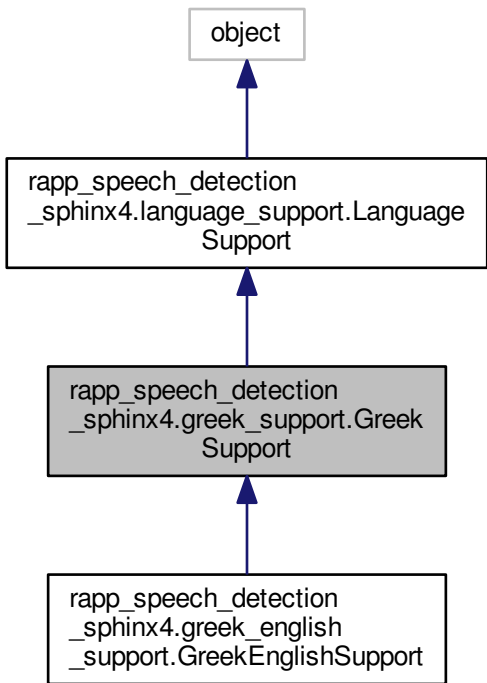 object
rapp_speech_detection
_sphinx4.language_support.Language
Support
rapp_speech_detection
_sphinx4.greek_support.Greek
Support
rapp_speech_detection
_sphinx4.greek_english
_support.GreekEnglishSupport